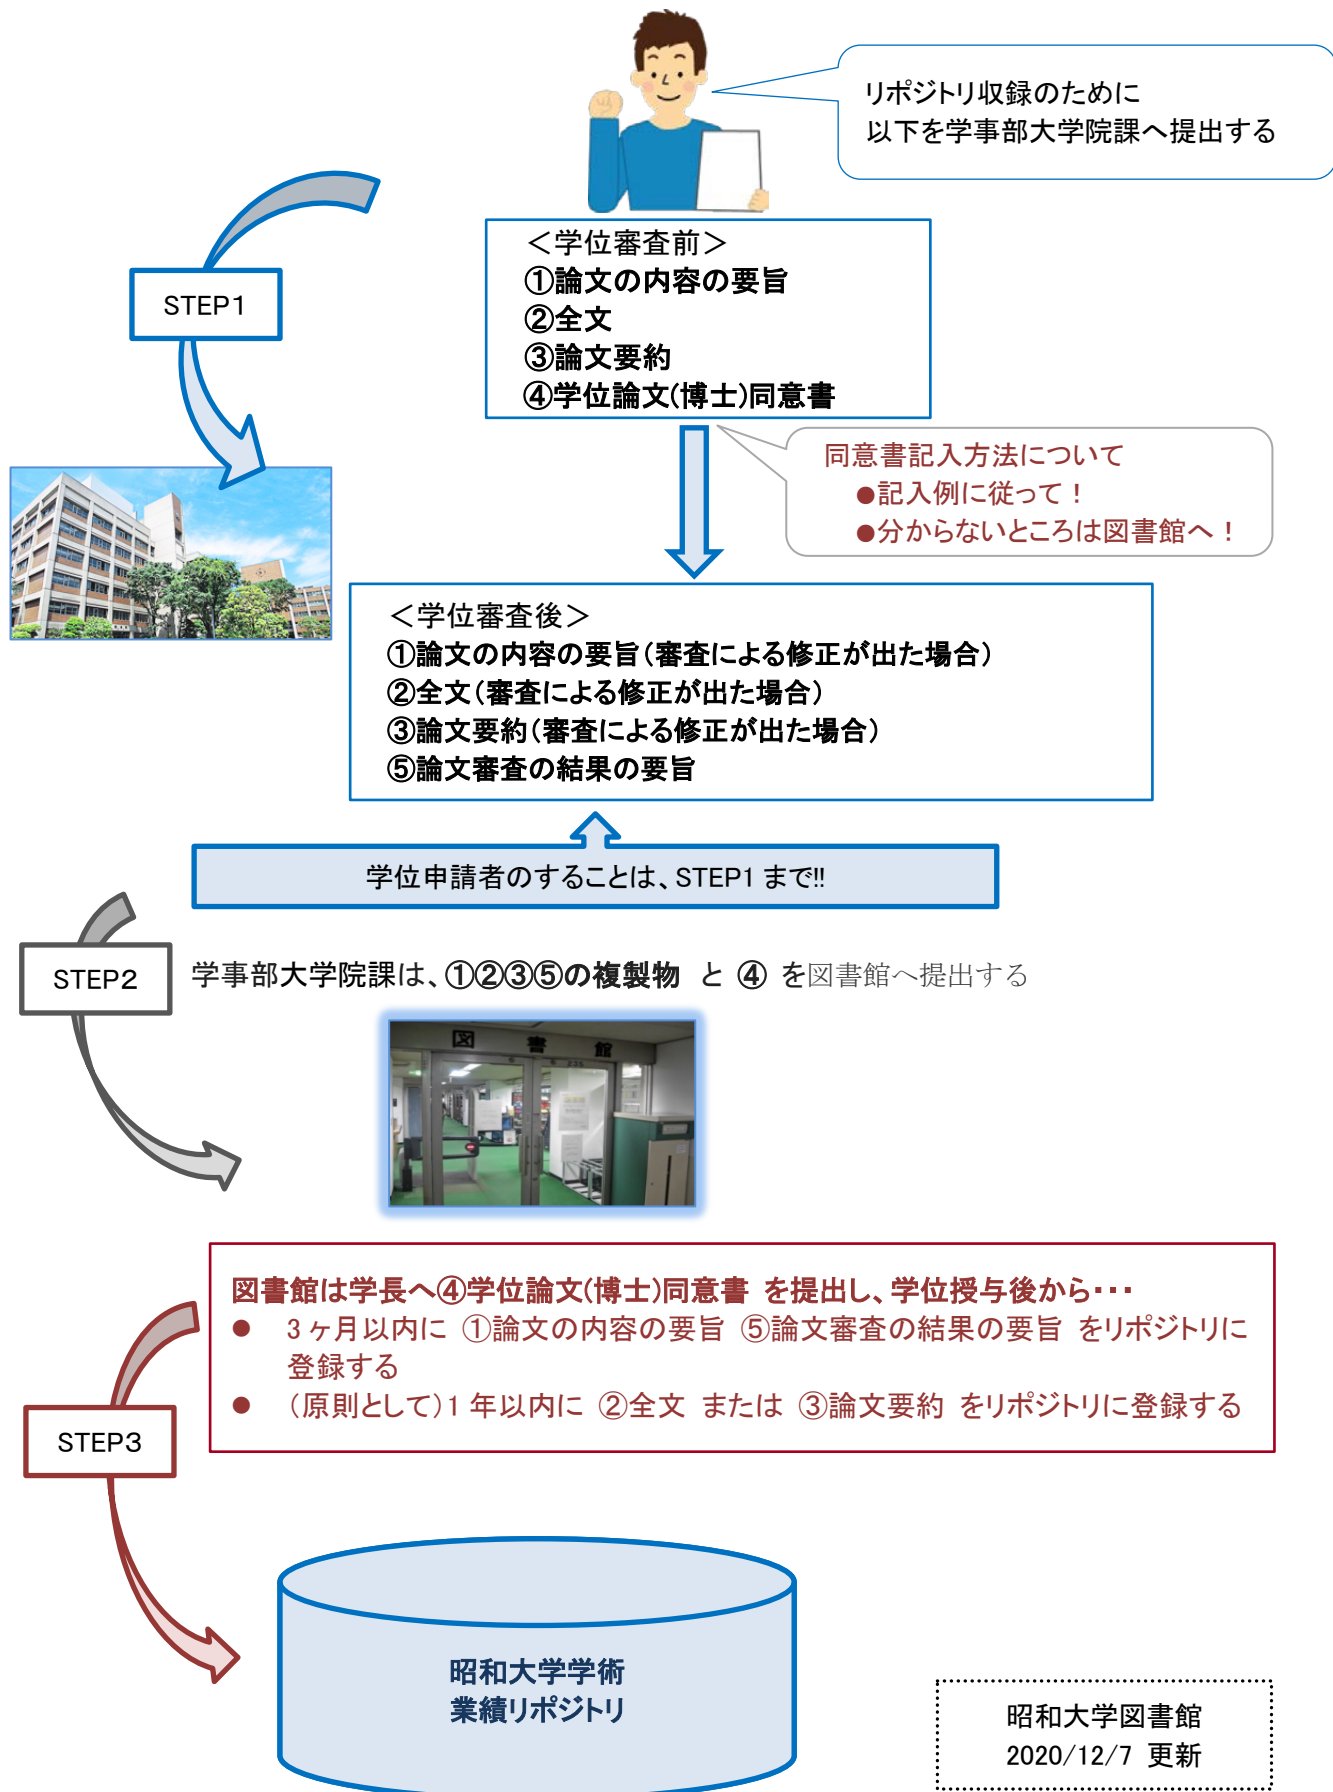 リポジトリ収録のために
以下を学事部大学院課へ提出する
＜学位審査前＞
①論文の内容の要旨
②全文
③論文要約
④学位論文(博士)同意書
STEP1
同意書記入方法について
●記入例に従って！
●分からないところは図書館へ！
＜学位審査後＞
①論文の内容の要旨（審査による修正が出た場合）
②全文（審査による修正が出た場合）
③論文要約（審査による修正が出た場合）
⑤論文審査の結果の要旨
学位申請者のすることは、STEP1 まで!!
STEP2
学事部大学院課は、①②③⑤の複製物 と ④ を図書館へ提出する
図 書 館
図書館は学長へ④学位論文(博士)同意書 を提出し、学位授与後から・・・
● 3 ヶ月以内に ①論文の内容の要旨 ⑤論文審査の結果の要旨 をリポジトリに
登録する
● （原則として）1 年以内に ②全文 または ③論文要約 をリポジトリに登録する
STEP3
昭和大学学術
業績リポジトリ
昭和大学図書館
2020/12/7 更新